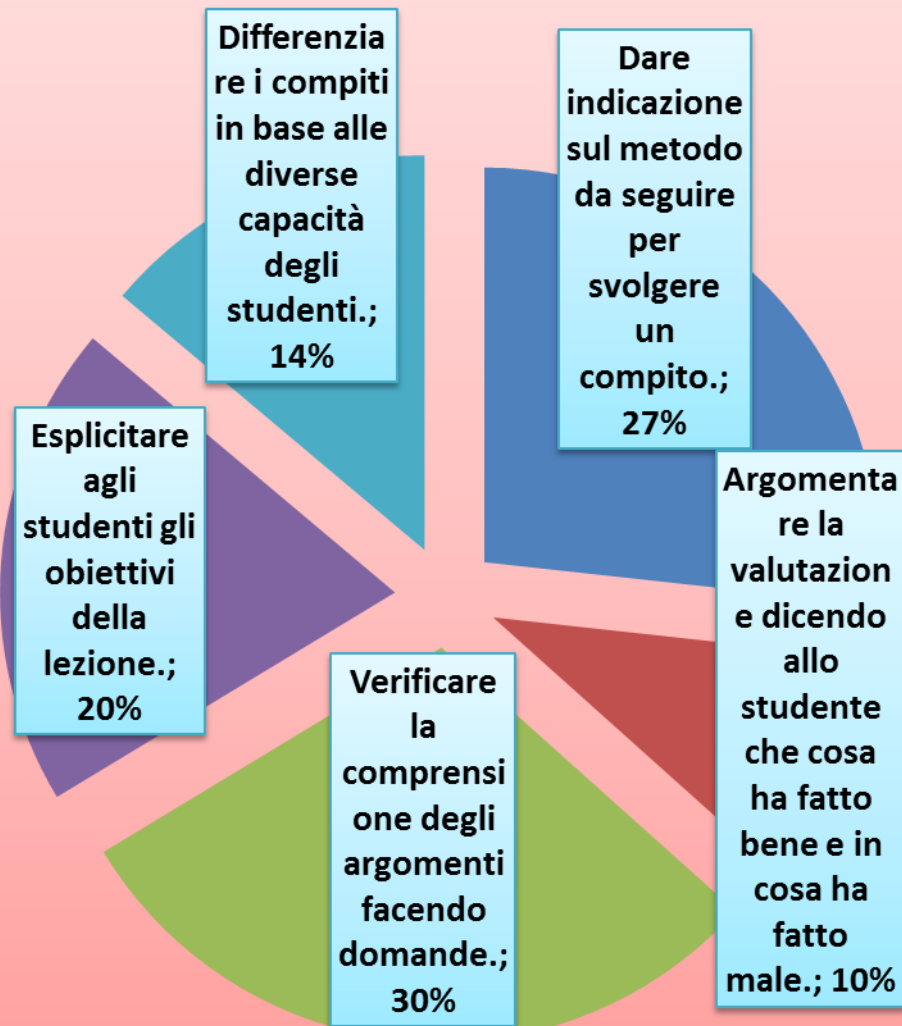 Differenzia
re i compiti
in base alle
diverse
capacità
degli
studenti.;
14%
Dare
indicazione
sul metodo
da seguire
per
svolgere
un
compito.;
27%
Esplicitare
agli
studenti gli
obiettivi
della
lezione.;
20%
Argomenta
re la
valutazion
e dicendo
allo
studente
che cosa
ha fatto
bene e in
cosa ha
fatto
male.; 10%
Verificare
la
comprensi
one degli
argomenti
facendo
domande.;
30%